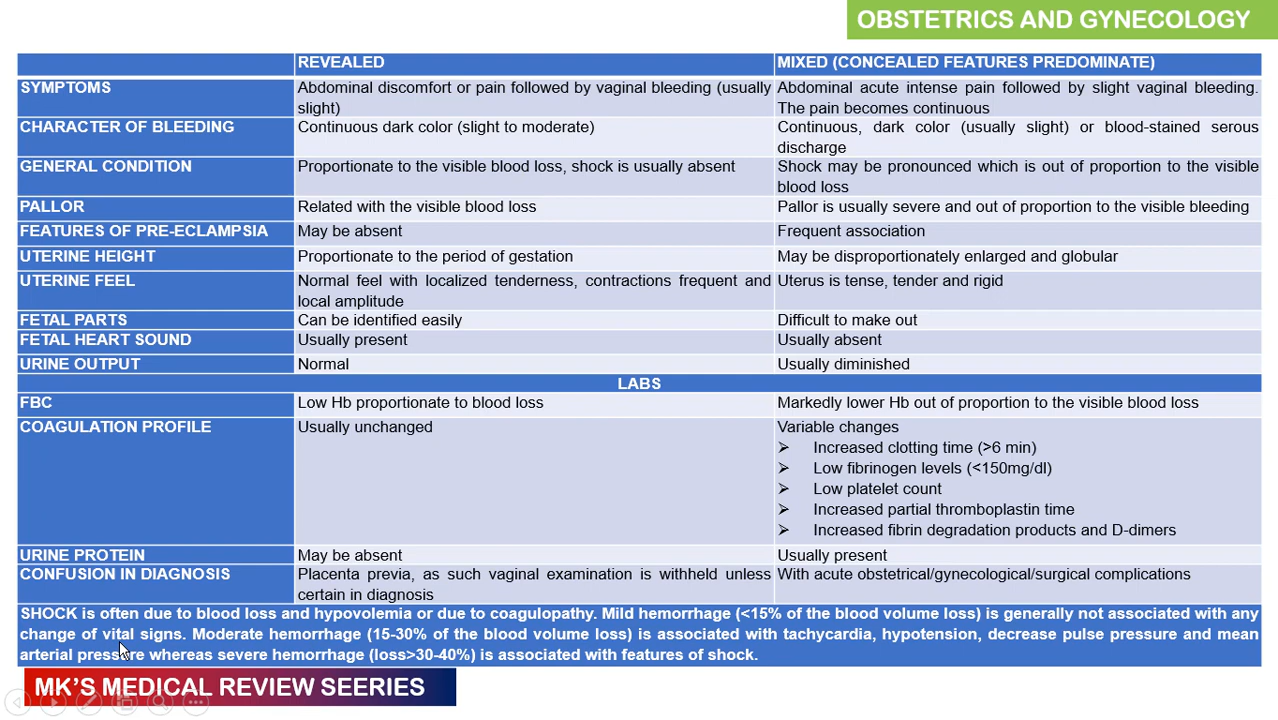 OBSTETRICS AND GYNECOLOGY
REVEALED
MIXED (CONCEALED FEATURES PREDOMINATE)
SYMPTOMS
Abdominal discomfort or pain followed by vaginal bleeding (usually
slight)
Abdominal acute intense pain followed by slight vaginal bleeding.
The pain becomes continuous
CHARACTER OF BLEEDING
Continuous dark color (slight to moderate)
Continuous, dark color (usually slight) or blood-stained serous
discharge
GENERAL CONDITION
Proportionate to the visible blood loss, shock is usually absent
Shock may be pronounced which is out of proportion to the visible
blood loss
PALLOR
Related with the visible blood loss
Pallor is usually severe and out of proportion to the visible bleeding
FEATURES OF PRE-ECLAMPSIA
May be absent
Frequent association
UTERINE HEIGHT
Proportionate to the period of gestation
May be disproportionately enlarged and globular
UTERINE FEEL
Normal feel with localized tenderness, contractions frequent and
local amplitude
Uterus is tense, tender and rigid
FETAL PARTS
Can be identified easily
Difficult to make out
FETAL HEART SOUND
Usually present
Usually absent
URINE OUTPUT
Normal
Usually diminished
LABS
FBC
Low Hb proportionate to blood loss
Markedly lower Hb out of proportion to the visible blood loss
COAGULATION PROFILE
Usually unchanged
Variable changes
➢ Increased clotting time (>6 min)
➢ Low fibrinogen levels (<150mg/dl)
➢ Low platelet count
➢ Increased partial thromboplastin time
➢ Increased fibrin degradation products and D-dimers
URINE PROTEIN
May be absent
Usually present
CONFUSION IN DIAGNOSIS
Placenta previa, as such vaginal examination is withheld unless
certain in diagnosis
With acute obstetrical/gynecological/surgical complications
SHOCK is often due to blood loss and hypovolemia or due to coagulopathy. Mild hemorrhage (<15% of the blood volume loss) is generally not associated with any
change of vital signs. Moderate hemorrhage (15-30% of the blood volume loss) is associated with tachycardia, hypotension, decrease pulse pressure and mean
arterial pressure whereas severe hemorrhage (loss>30-40%) is associated with features of shock.
MK'S MEDICAL REVIEW SEERIES